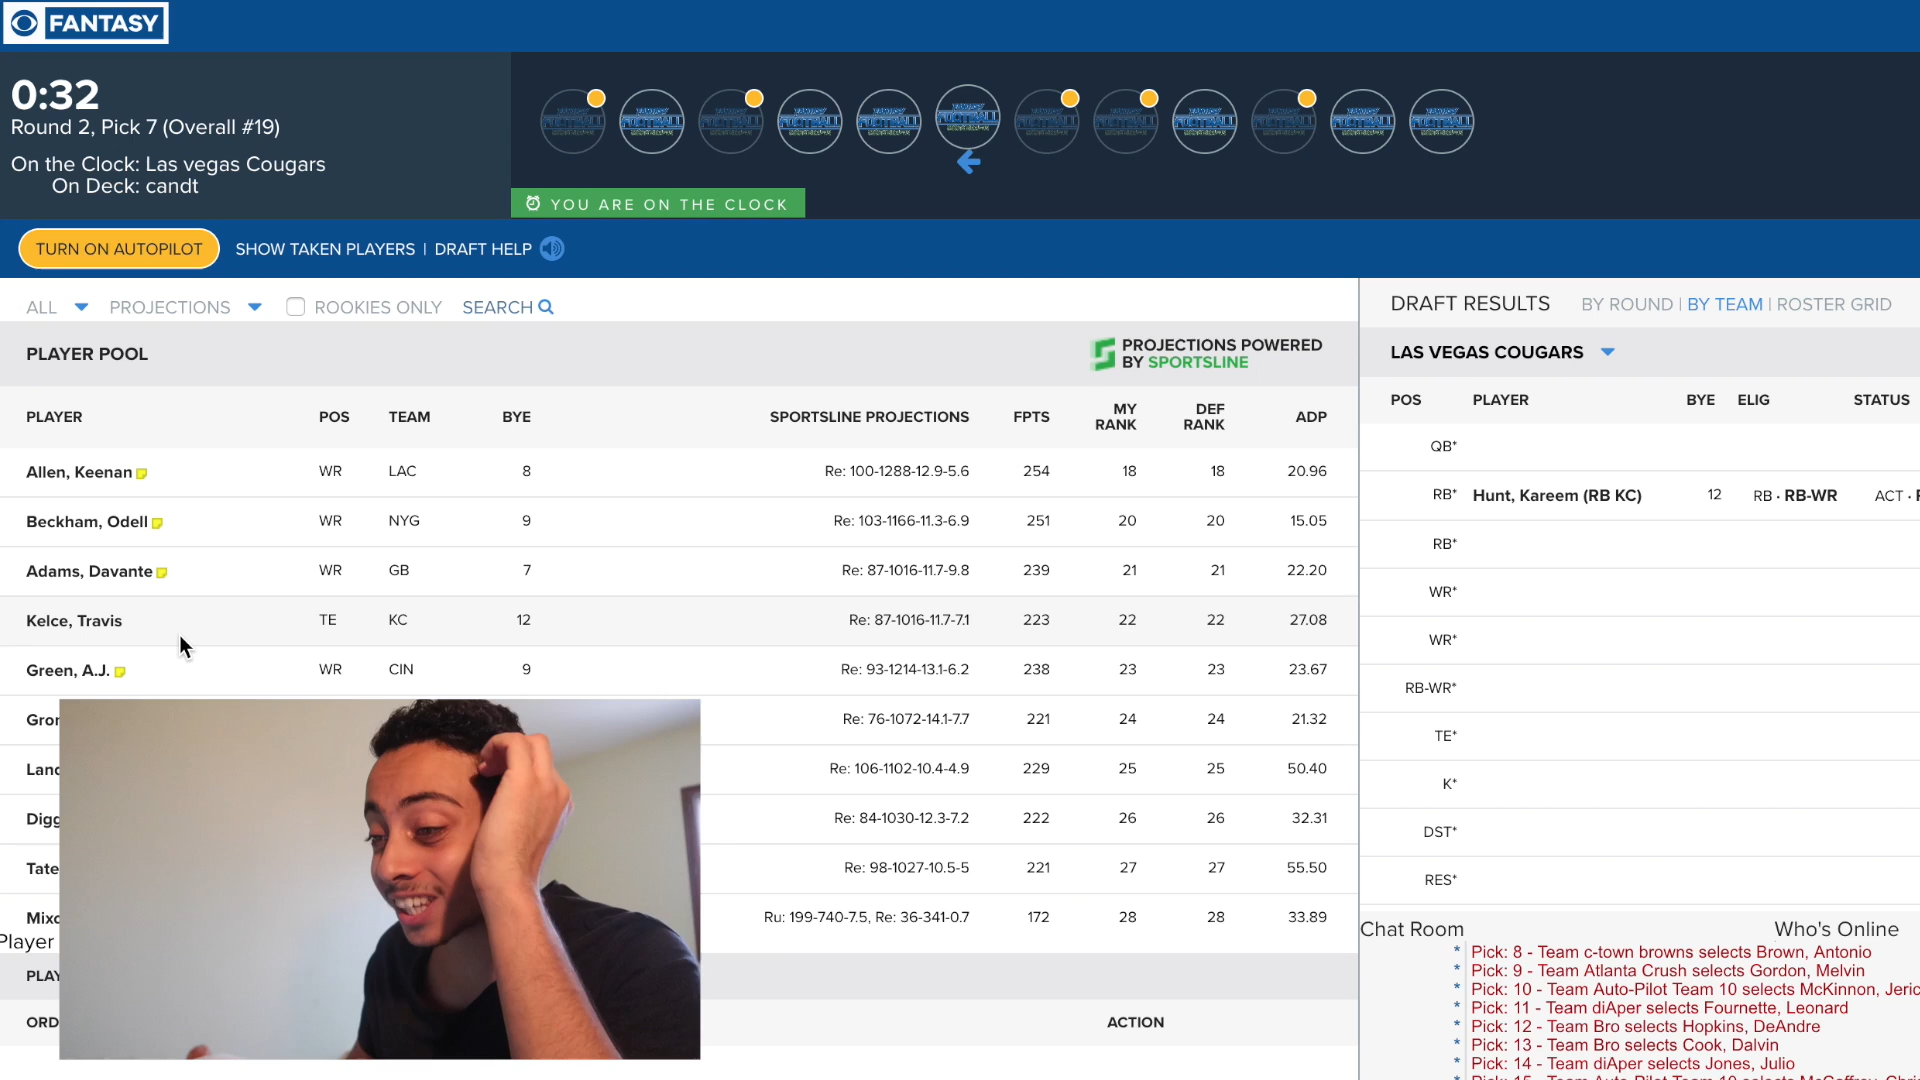 FANTASY
0:32
Round 2, Pick 7 (Overall #19)
On the Clock: Las vegas Cougars
On Deck: candt
YOU ARE ON THE CLOCK
TURN ON AUTOPILOT SHOW TAKEN PLAYERS | DRAFT HELP
ALL PROJECTIONS ROOKIES ONLY SEARCH
PLAYER POOL PROJECTIONS POWERED BY SPORTSLINE
PLAYER POS TEAM BYE SPORTSLINE PROJECTIONS FPTS MY RANK DEF RANK ADP
Allen, Keenan WR LAC 8 Re: 100-1288-12.9-5.6 254 18 18 20.96
Beckham, Odell WR NYG 9 Re: 103-1166-11.3-6.9 251 20 20 15.05
Adams, Davante WR GB 7 Re: 87-1016-11.7-9.8 239 21 21 22.20
Kelce, Travis TE KC 12 Re: 87-1016-11.7-7.1 223 22 22 27.08
Green, A.J. WR CIN 9 Re: 93-1214-13.1-6.2 238 23 23 23.67
Gron Re: 76-1072-14.1-7.7 221 24 24 21.32
Land Re: 106-1102-10.4-4.9 229 25 25 50.40
Digg Re: 84-1030-12.3-7.2 222 26 26 32.31
Tate Re: 98-1027-10.5-5 221 27 27 55.50
Mixo Ru: 199-740-7.5, Re: 36-341-0.7 172 28 28 33.89
Player
PLAY
ORD ACTION
DRAFT RESULTS BY ROUND | BY TEAM | ROSTER GRID
LAS VEGAS COUGARS
POS PLAYER BYE ELIG STATUS
QB*
RB* Hunt, Kareem (RB KC) 12 RB · RB-WR ACT ·
RB*
WR*
WR*
RB-WR*
TE*
K*
DST*
RES*
Chat Room Who's Online
* Pick: 8 - Team c-town browns selects Brown, Antonio
* Pick: 9 - Team Atlanta Crush selects Gordon, Melvin
* Pick: 10 - Team Auto-Pilot Team 10 selects McKinnon, Jeric
* Pick: 11 - Team diAper selects Fournette, Leonard
* Pick: 12 - Team Bro selects Hopkins, DeAndre
* Pick: 13 - Team Bro selects Cook, Dalvin
* Pick: 14 - Team diAper selects Jones, Julio